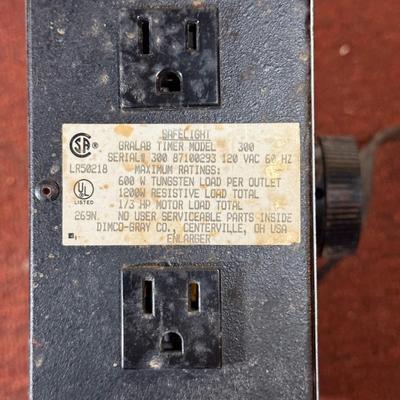 SAFELIGHT
GRALAB TIMER MODEL 300
SERIAL# 300 87100293 120 VAC 60 HZ
LR50218 MAXIMUM RATINGS:
600 W TUNGSTEN LOAD PER OUTLET
1200W RESISTIVE LOAD TOTAL
1/3 HP MOTOR LOAD TOTAL
UL
LISTED
269N. NO USER SERVICEABLE PARTS INSIDE
DIMCO-GRAY CO., CENTERVILLE, OH USA
ENLARGER